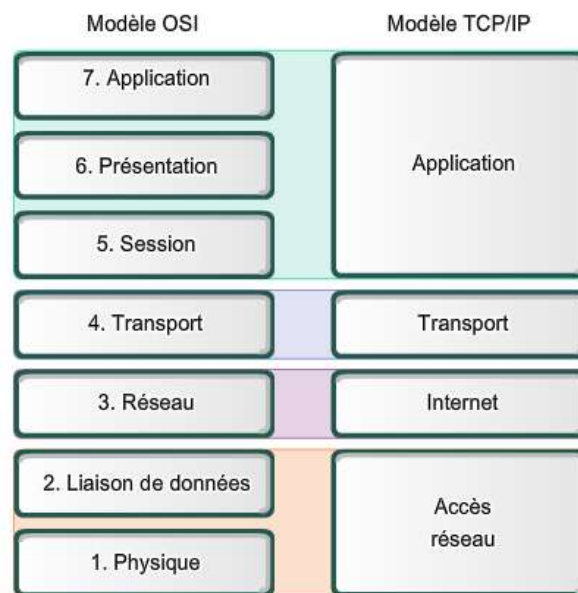 Modèle OSI
Modèle TCP/IP
7. Application
6. Présentation
5. Session
Application
4. Transport
Transport
3. Réseau
Internet
2. Liaison de données
1. Physique
Accès
réseau